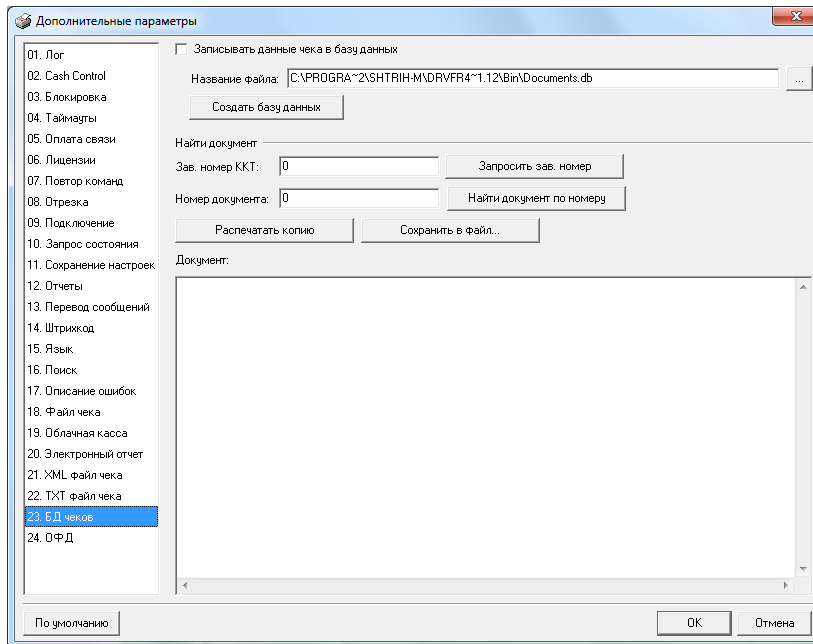 Дополнительные параметры
01. Лог
02. Cash Control
03. Блокировка
04. Таймауты
05. Оплата связи
06. Лицензии
07. Повтор команд
08. Отрезка
09. Подключение
10. Запрос состояния
11. Сохранение настроек
12. Отчеты
13. Перевод сообщений
14. Штрихкод
15. Язык
16. Поиск
17. Описание ошибок
18. Файл чека
19. Облачная касса
20. Электронный отчет
21. XML файл чека
22. TXT файл чека
23. БД чеков
24. ОФД
Записывать данные чека в базу данных
Название файла: C:\PROGRA~2\SHTRIH-M\DRVFR4~1.12\Bin\Documents.db ...
Создать базу данных
Найти документ
Зав. номер ККТ: 0 Запросить зав. номер
Номер документа: 0 Найти документ по номеру
Распечатать копию Сохранить в файл...
Документ:
По умолчанию OK Отмена